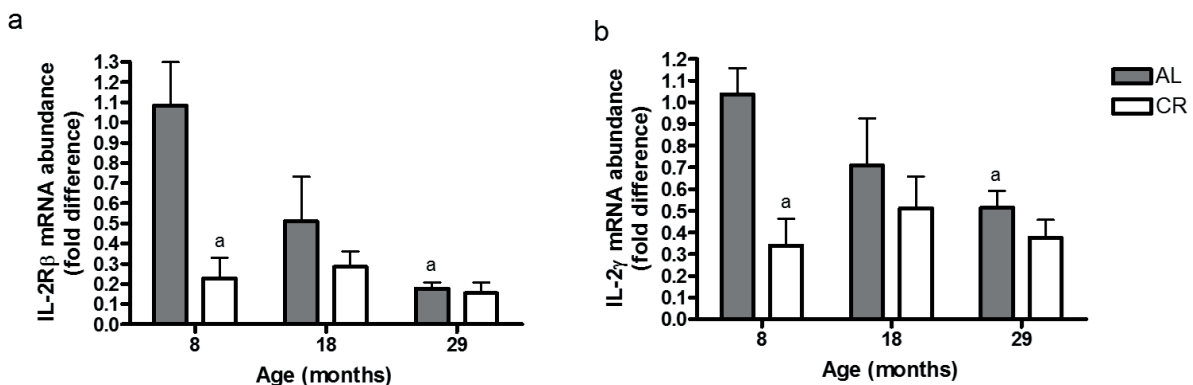 a
IL-2Rβ mRNA abundance
(fold difference)
1.3
1.2
1.1
1.0
0.9
0.8
0.7
0.6
0.5
0.4
0.3
0.2
0.1
0.0
a
a
8
18
29
Age (months)
b
IL-2γ mRNA abundance
(fold difference)
1.2
1.1
1.0
0.9
0.8
0.7
0.6
0.5
0.4
0.3
0.2
0.1
0.0
a
a
8
18
29
Age (months)
AL
CR